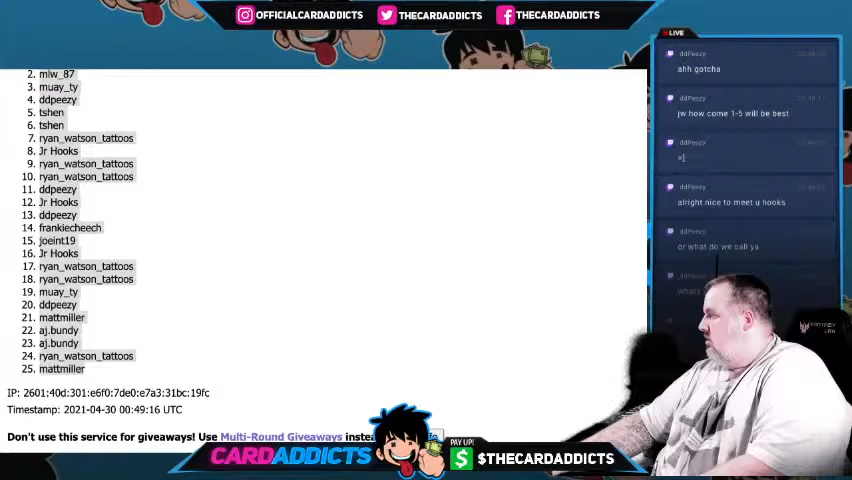 OFFICIALCARDADDICTS
THECARDADDICTS
THECARDADDICTS
LIVE
2. mlw_87
3. muay_ty
4. ddpeezy
5. tshen
6. tshen
7. ryan_watson_tattoos
8. Jr Hooks
9. ryan_watson_tattoos
10. ryan_watson_tattoos
11. ddpeezy
12. Jr Hooks
13. ddpeezy
14. frankiecheech
15. joeint19
16. Jr Hooks
17. ryan_watson_tattoos
18. ryan_watson_tattoos
19. muay_ty
20. ddpeezy
21. mattmiller
22. aj.bundy
23. aj.bundy
24. ryan_watson_tattoos
25. mattmiller
IP: 2601:40d:301:e6f0:7de0:e7a3:31bc:19fc
Timestamp: 2021-04-30 00:49:16 UTC
Don't use this service for giveaways! Use Multi-Round Giveaways
ddPeezy
ahh gotcha
ddPeezy
jw how come 1-5 will be best
ddPeezy
=]
ddPeezy
alright nice to meet u hooks
ddPeezy
or what do we call ya
ddPeezy
FANTASY
CARDADDICTS
PAY UP!
$THECARDADDICTS